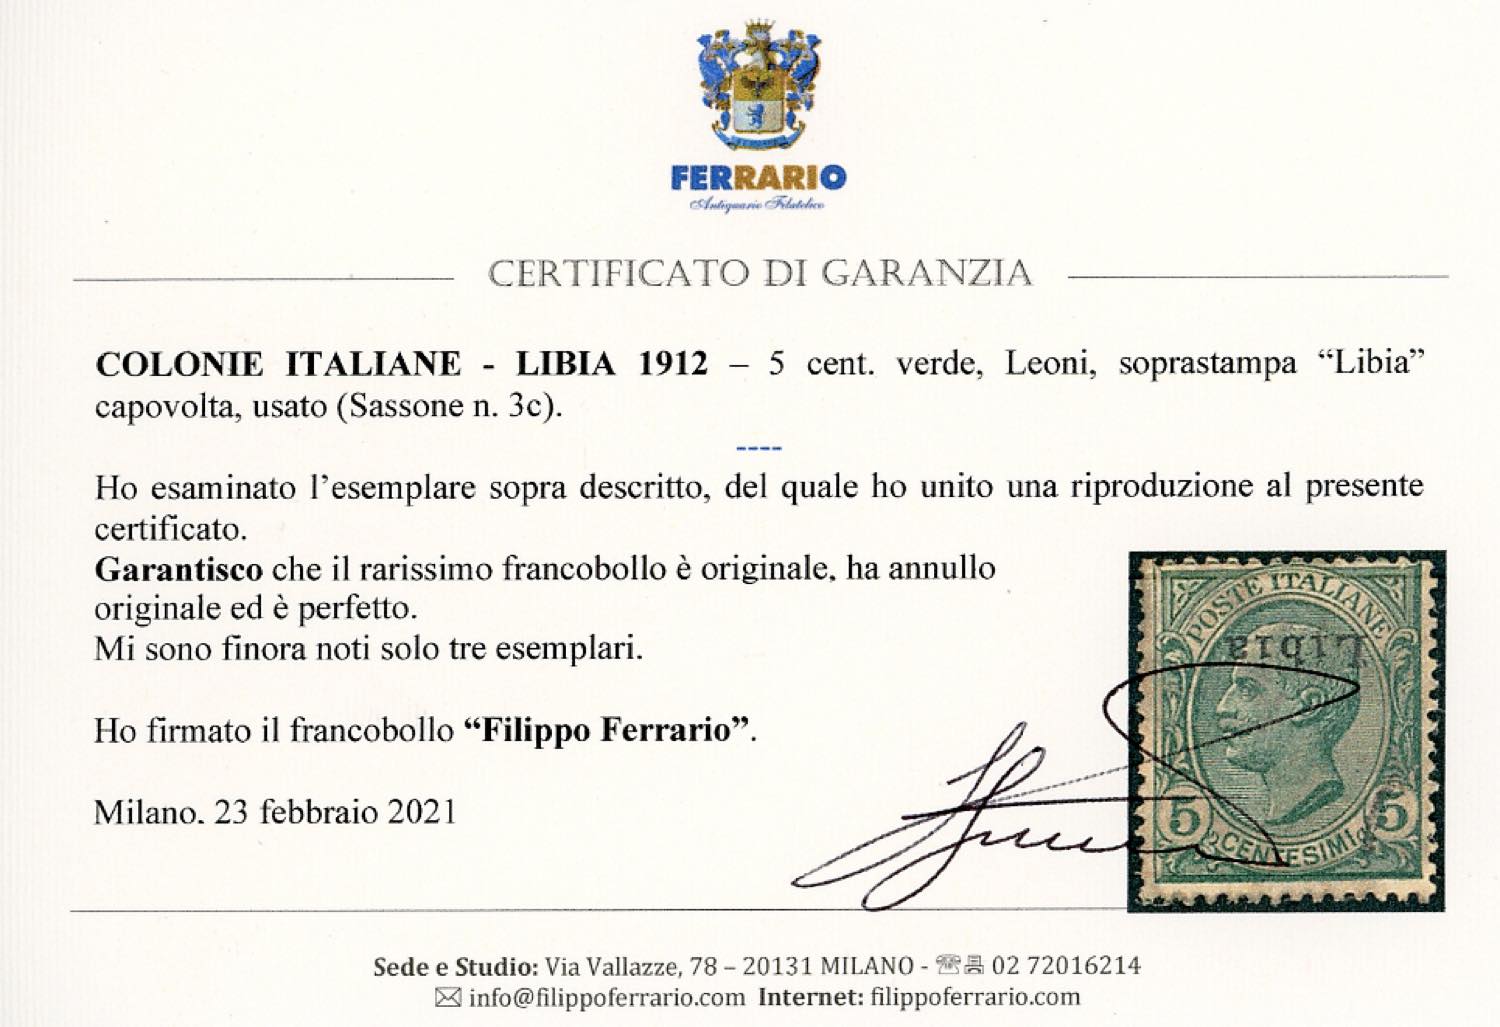 FERRARIO
Antiquario Filatelico
CERTIFICATO DI GARANZIA
COLONIE ITALIANE - LIBIA 1912 – 5 cent. verde, Leoni, soprastampa “Libia”
capovolta, usato (Sassone n. 3c).
----
Ho esaminato l’esemplare sopra descritto, del quale ho unito una riproduzione al presente
certificato.
Garantisco che il rarissimo francobollo è originale, ha annullo
originale ed è perfetto.
Mi sono finora noti solo tre esemplari.
Ho firmato il francobollo “Filippo Ferrario”.
Milano, 23 febbraio 2021
POSTE ITALIANE
Libia
5 CENTESIMI 5
Sede e Studio: Via Vallazze, 78 – 20131 MILANO - 02 72016214
info@filippoferrario.com Internet: filippoferrario.com